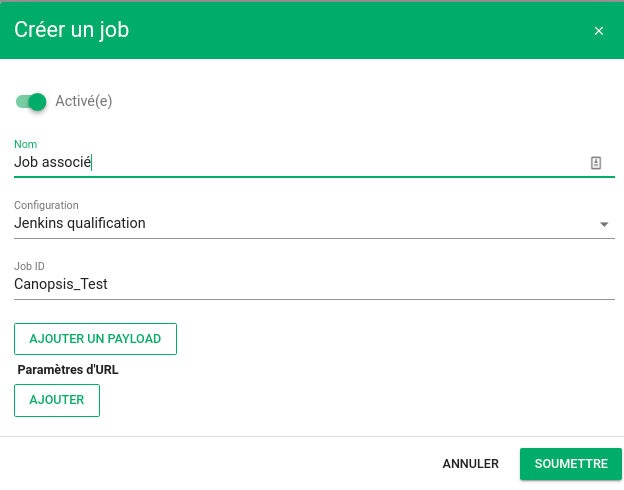 Créer un job
Activé(e)
Nom
Job associé
Configuration
Jenkins qualification
Job ID
Canopsis_Test
AJOUTER UN PAYLOAD
Paramètres d'URL
AJOUTER
ANNULER SOUMETTRE